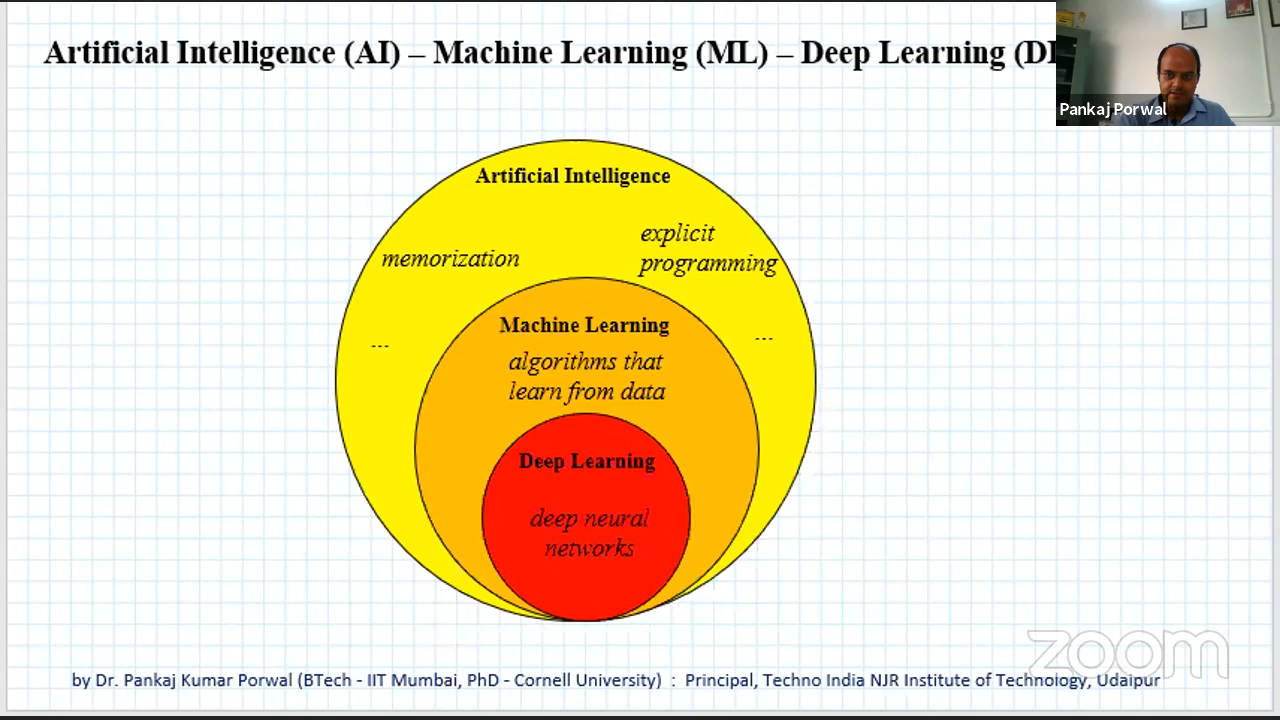 Artificial Intelligence (AI) – Machine Learning (ML) – Deep Learning (DL
Pankaj Porwal
Artificial Intelligence
memorization
explicit
programming
...
...
Machine Learning
algorithms that
learn from data
Deep Learning
deep neural
networks
zoom
by Dr. Pankaj Kumar Porwal (BTech - IIT Mumbai, PhD - Cornell University) : Principal, Techno India NJR Institute of Technology, Udaipur